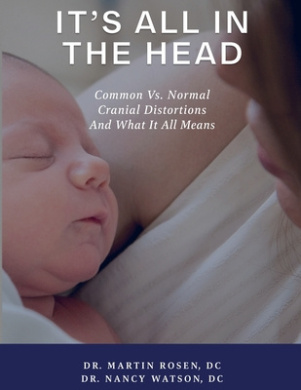 IT’S ALL IN
THE HEAD
Common Vs. Normal
Cranial Distortions
And What It All Means
DR. MARTIN ROSEN, DC
DR. NANCY WATSON, DC